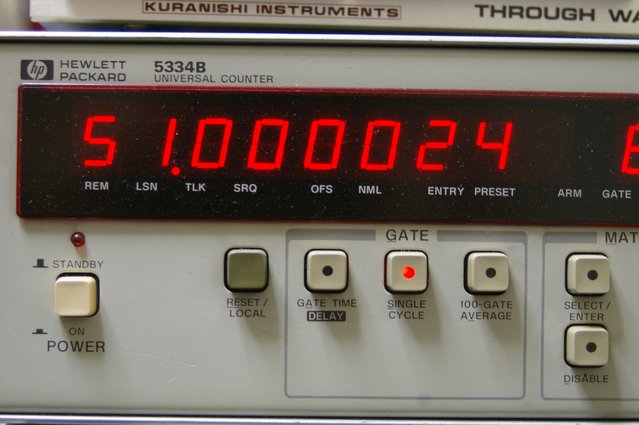 KURANISHI INSTRUMENTS
THROUGH
hp HEWLETT PACKARD
5334B
UNIVERSAL COUNTER
51.000024
REM LSN TLK SRQ OFS NML ENTRY PRESET ARM GATE
GATE
STANDBY
ON
POWER
RESET/
LOCAL
GATE TIME
DELAY
SINGLE
CYCLE
100-GATE
AVERAGE
SELECT/
ENTER
DISABLE